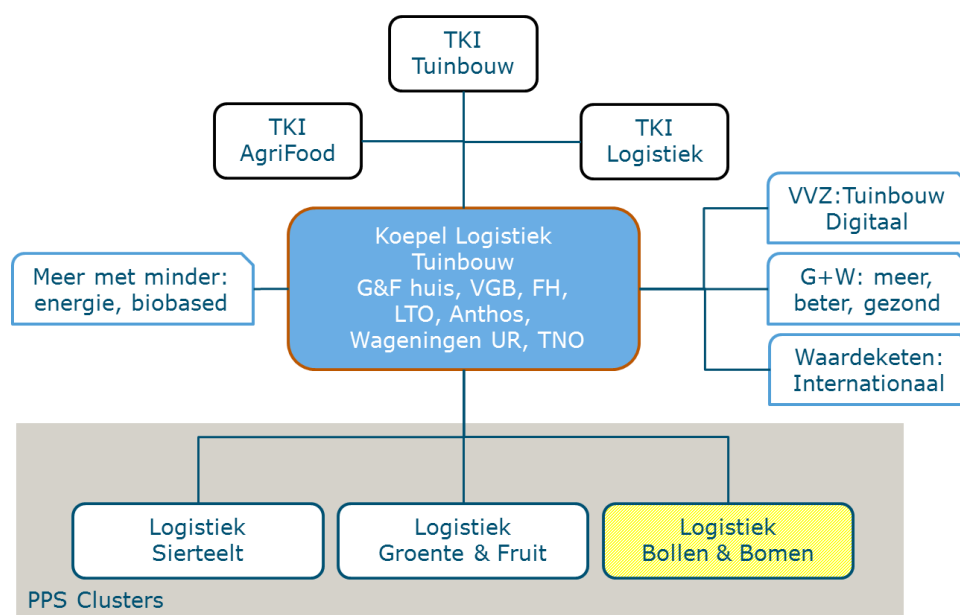 TKI
Tuinbouw
TKI
AgriFood
TKI
Logistiek
Koepel Logistiek
Tuinbouw
G&F huis, VGB, FH,
LTO, Anthos,
Wageningen UR, TNO
Meer met minder:
energie, biobased
VVZ:Tuinbouw
Digitaal
G+W: meer,
beter, gezond
Waardeketen:
Internationaal
Logistiek
Sierteelt
Logistiek
Groente & Fruit
Logistiek
Bollen & Bomen
PPS Clusters